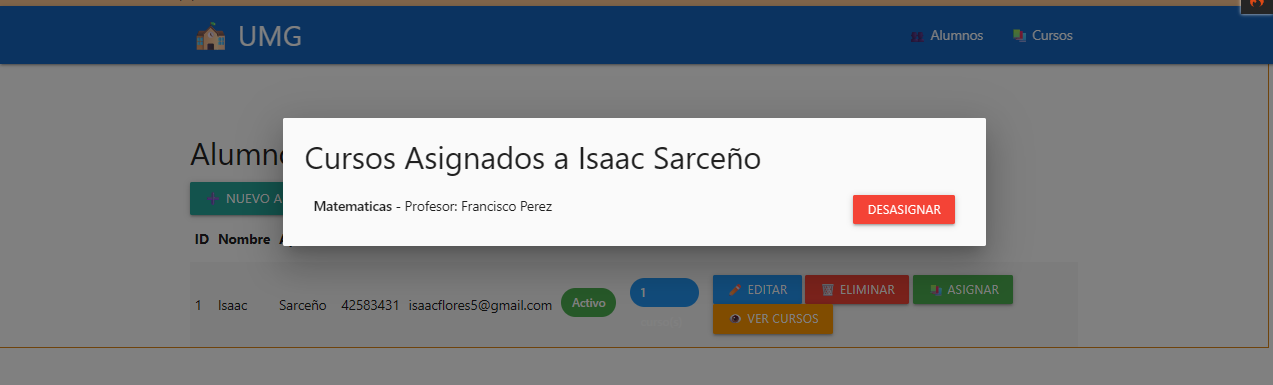 UMG
Alumnos
Cursos
Alumn
Cursos Asignados a Isaac Sarceño
NUEVO A
Matematicas - Profesor: Francisco Perez
DESASIGNAR
ID Nombre
1 Isaac Sarceño 42583431 isaacflores5@gmail.com Activo 1
EDITAR ELIMINAR ASIGNAR
VER CURSOS